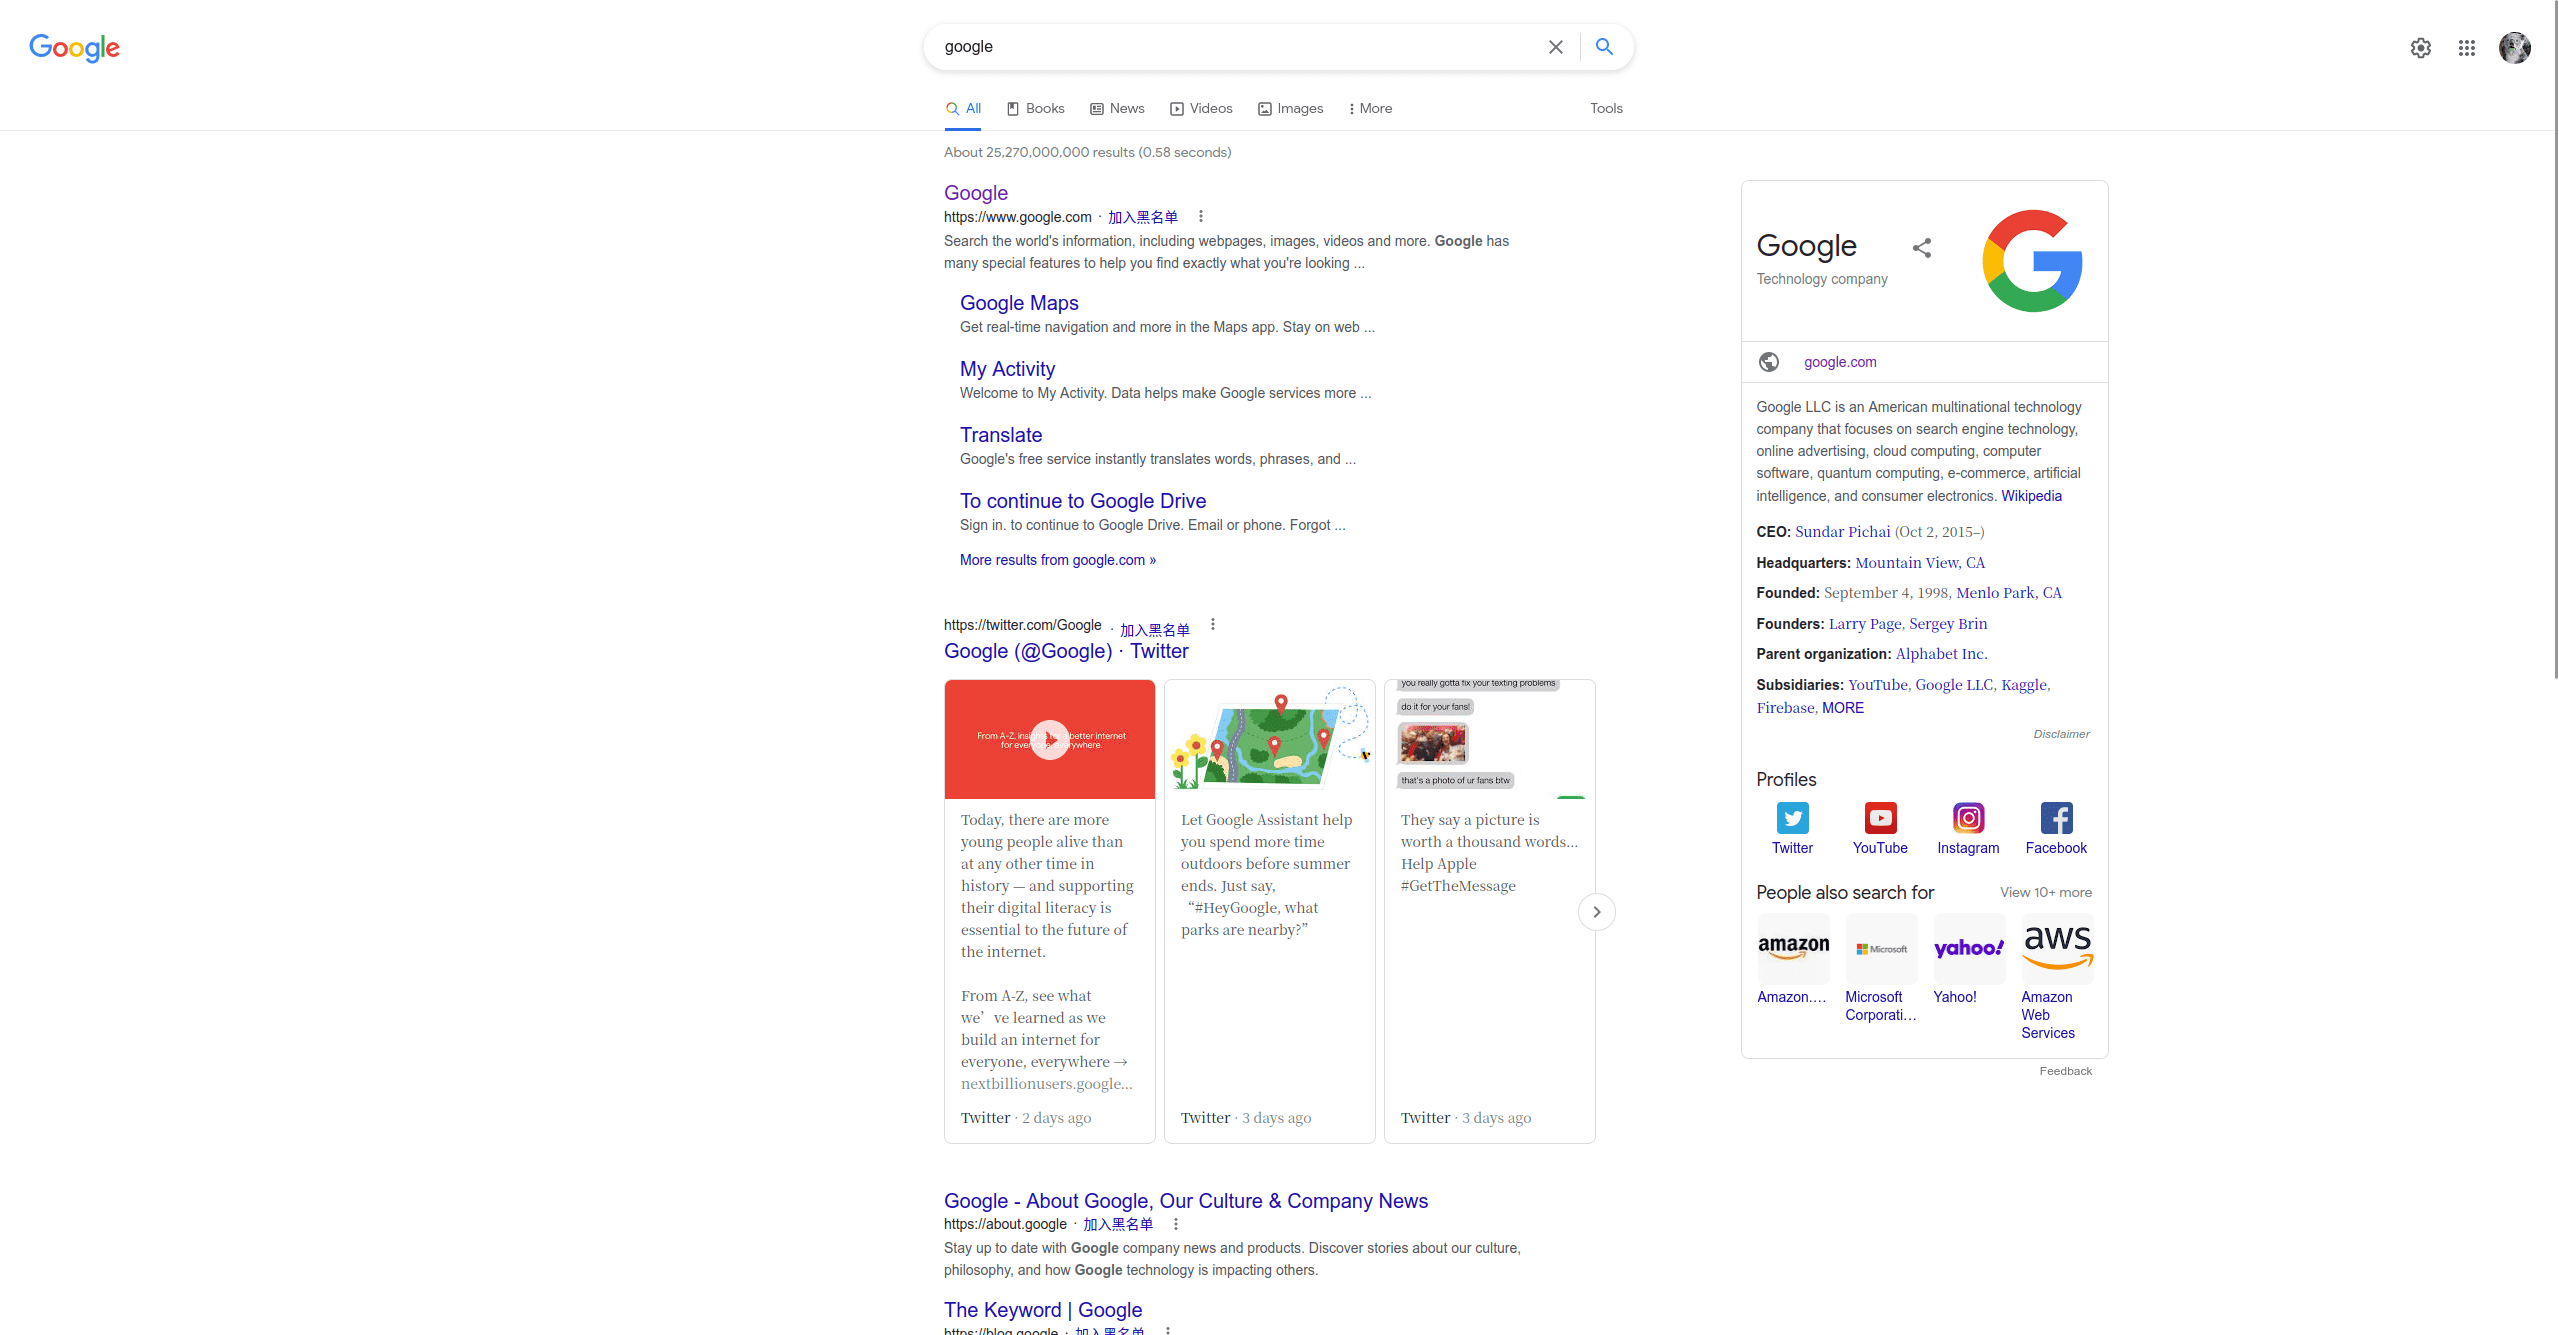 Google
google
All
Books
News
Videos
Images
More
Tools
About 25,270,000,000 results (0.58 seconds)
Google
https://www.google.com · 加入黑名单
Search the world's information, including webpages, images, videos and more. Google has
many special features to help you find exactly what you're looking ...
Google Maps
Get real-time navigation and more in the Maps app. Stay on web ...
My Activity
Welcome to My Activity. Data helps make Google services more ...
Translate
Google's free service instantly translates words, phrases, and ...
To continue to Google Drive
Sign in. to continue to Google Drive. Email or phone. Forgot ...
More results from google.com »
https://twitter.com/Google · 加入黑名单
Google (@Google) · Twitter
From A-Z, insights for a better internet
for everyone, everywhere.
Today, there are more
young people alive than
at any other time in
history — and supporting
their digital literacy is
essential to the future of
the internet.
From A-Z, see what
we’ve learned as we
build an internet for
everyone, everywhere →
nextbillionusers.google...
Twitter · 2 days ago
Let Google Assistant help
you spend more time
outdoors before summer
ends. Just say,
“#HeyGoogle, what
parks are nearby?”
Twitter · 3 days ago
you really gotta fix your texting problems
do it for your fans!
that's a photo of ur fans btw
They say a picture is
worth a thousand words...
Help Apple
#GetTheMessage
Twitter · 3 days ago
Google - About Google, Our Culture & Company News
https://about.google · 加入黑名单
Stay up to date with Google company news and products. Discover stories about our culture,
philosophy, and how Google technology is impacting others.
The Keyword | Google
https://blog.google · 加入黑名单
Google
Technology company
google.com
Google LLC is an American multinational technology
company that focuses on search engine technology,
online advertising, cloud computing, computer
software, quantum computing, e-commerce, artificial
intelligence, and consumer electronics. Wikipedia
CEO: Sundar Pichai (Oct 2, 2015–)
Headquarters: Mountain View, CA
Founded: September 4, 1998, Menlo Park, CA
Founders: Larry Page, Sergey Brin
Parent organization: Alphabet Inc.
Subsidiaries: YouTube, Google LLC, Kaggle,
Firebase, MORE
Disclaimer
Profiles
Twitter
YouTube
Instagram
Facebook
People also search for
View 10+ more
amazon
Microsoft
yahoo!
aws
Amazon....
Microsoft
Corporati...
Yahoo!
Amazon
Web
Services
Feedback